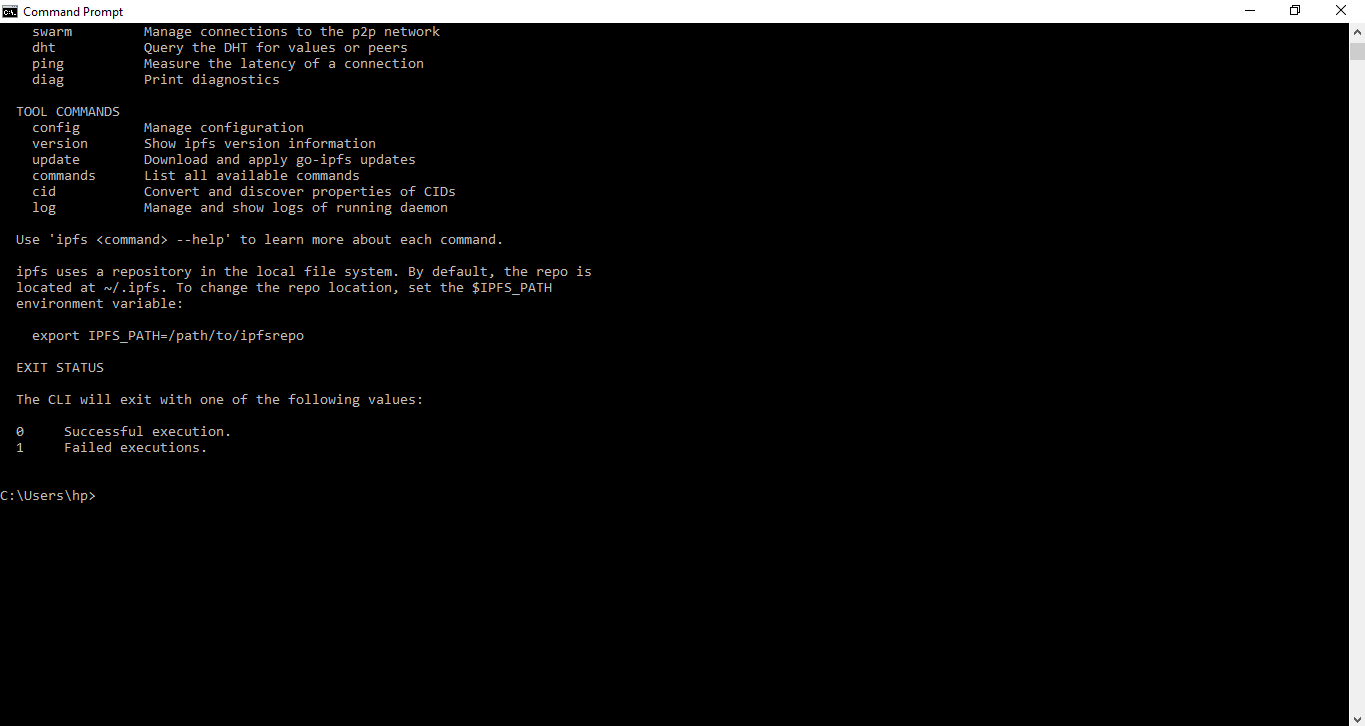 Command Prompt
swarm Manage connections to the p2p network
dht Query the DHT for values or peers
ping Measure the latency of a connection
diag Print diagnostics
TOOL COMMANDS
config Manage configuration
version Show ipfs version information
update Download and apply go-ipfs updates
commands List all available commands
cid Convert and discover properties of CIDs
log Manage and show logs of running daemon
Use 'ipfs <command> --help' to learn more about each command.
ipfs uses a repository in the local file system. By default, the repo is
located at ~/.ipfs. To change the repo location, set the $IPFS_PATH
environment variable:
export IPFS_PATH=/path/to/ipfsrepo
EXIT STATUS
The CLI will exit with one of the following values:
0 Successful execution.
1 Failed executions.
C:\Users\hp>